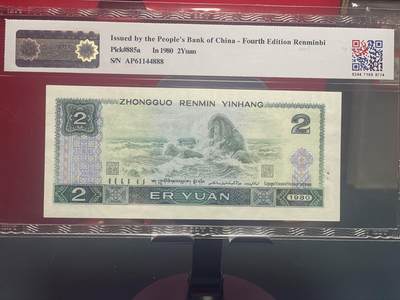 Issued by the People's Bank of China - Fourth Edition Renminbi
Pick#885a In 1980 2Yuan
S/N AP61144888
ZHONGGUO RENMIN YINHANG
2
2
2
ER YUAN
1980